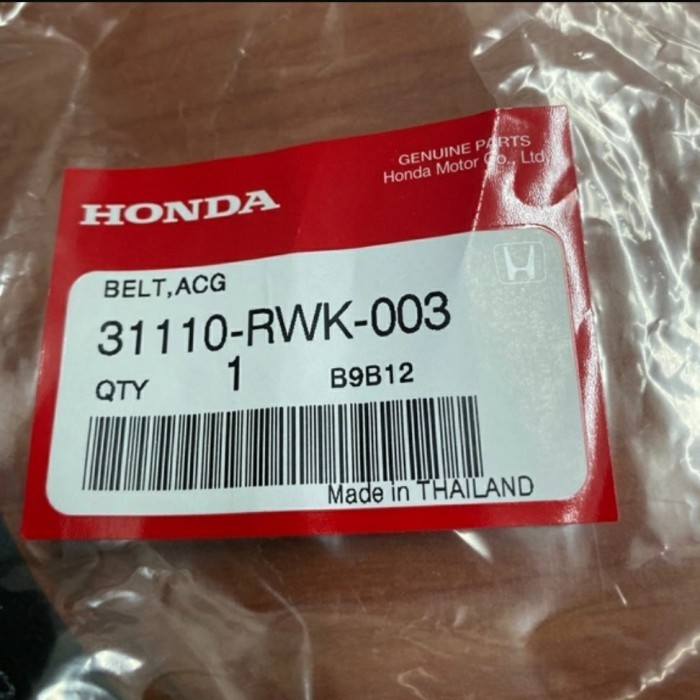 GENUINE PARTS
Honda Motor Co., Ltd
HONDA
BELT,ACG
31110-RWK-003
QTY 1 B9B12
Made in THAILAND